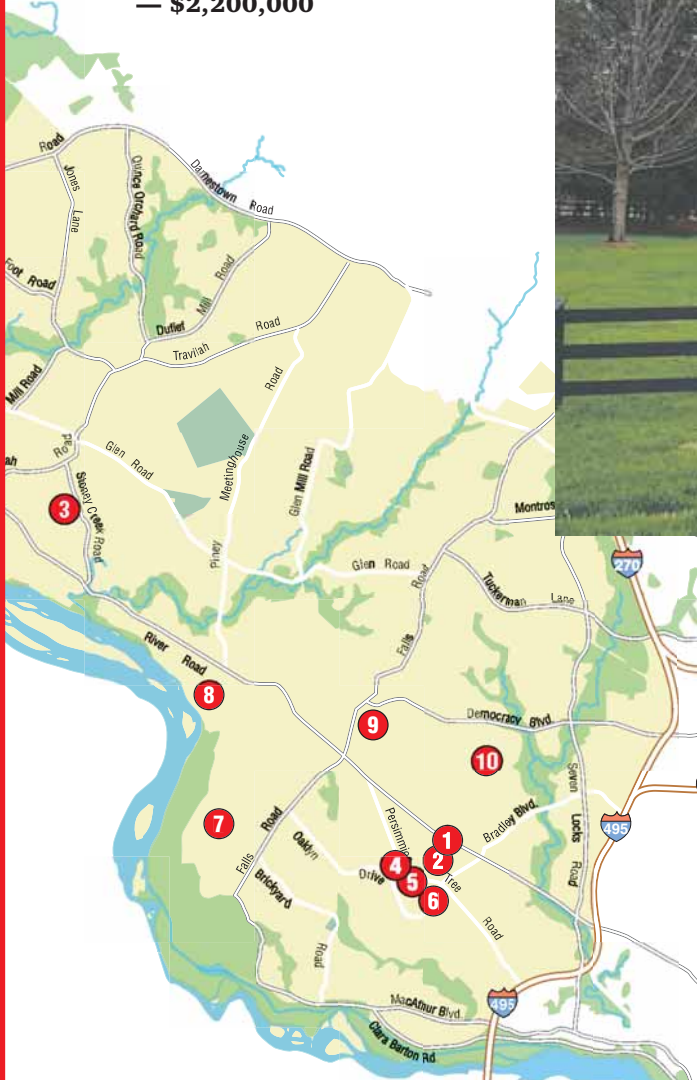 — $2,200,000
Road
Jones
Lane
Quince Orchard Road
Darnestown Road
Foot Road
Mill Road
Duflef
Mill
Road
Travilah
Road
Road
Meetinghouse
Piney
Glen Road
Road
ah
Glen Mill Road
Stoney Creek Road
3
Montros
270
Glen Road
Falls
Road
Tuckerman
Lane
River Road
8
9
Democracy Blvd.
10
7
Seven
Locks
Road
495
Falls
Road
Oaklyn
Drive
Persimmon
Tree
Road
Bradley Blvd.
1
2
4
5
6
Brickyard
Road
MacArthur Blvd.
495
Clara Barton Rd.